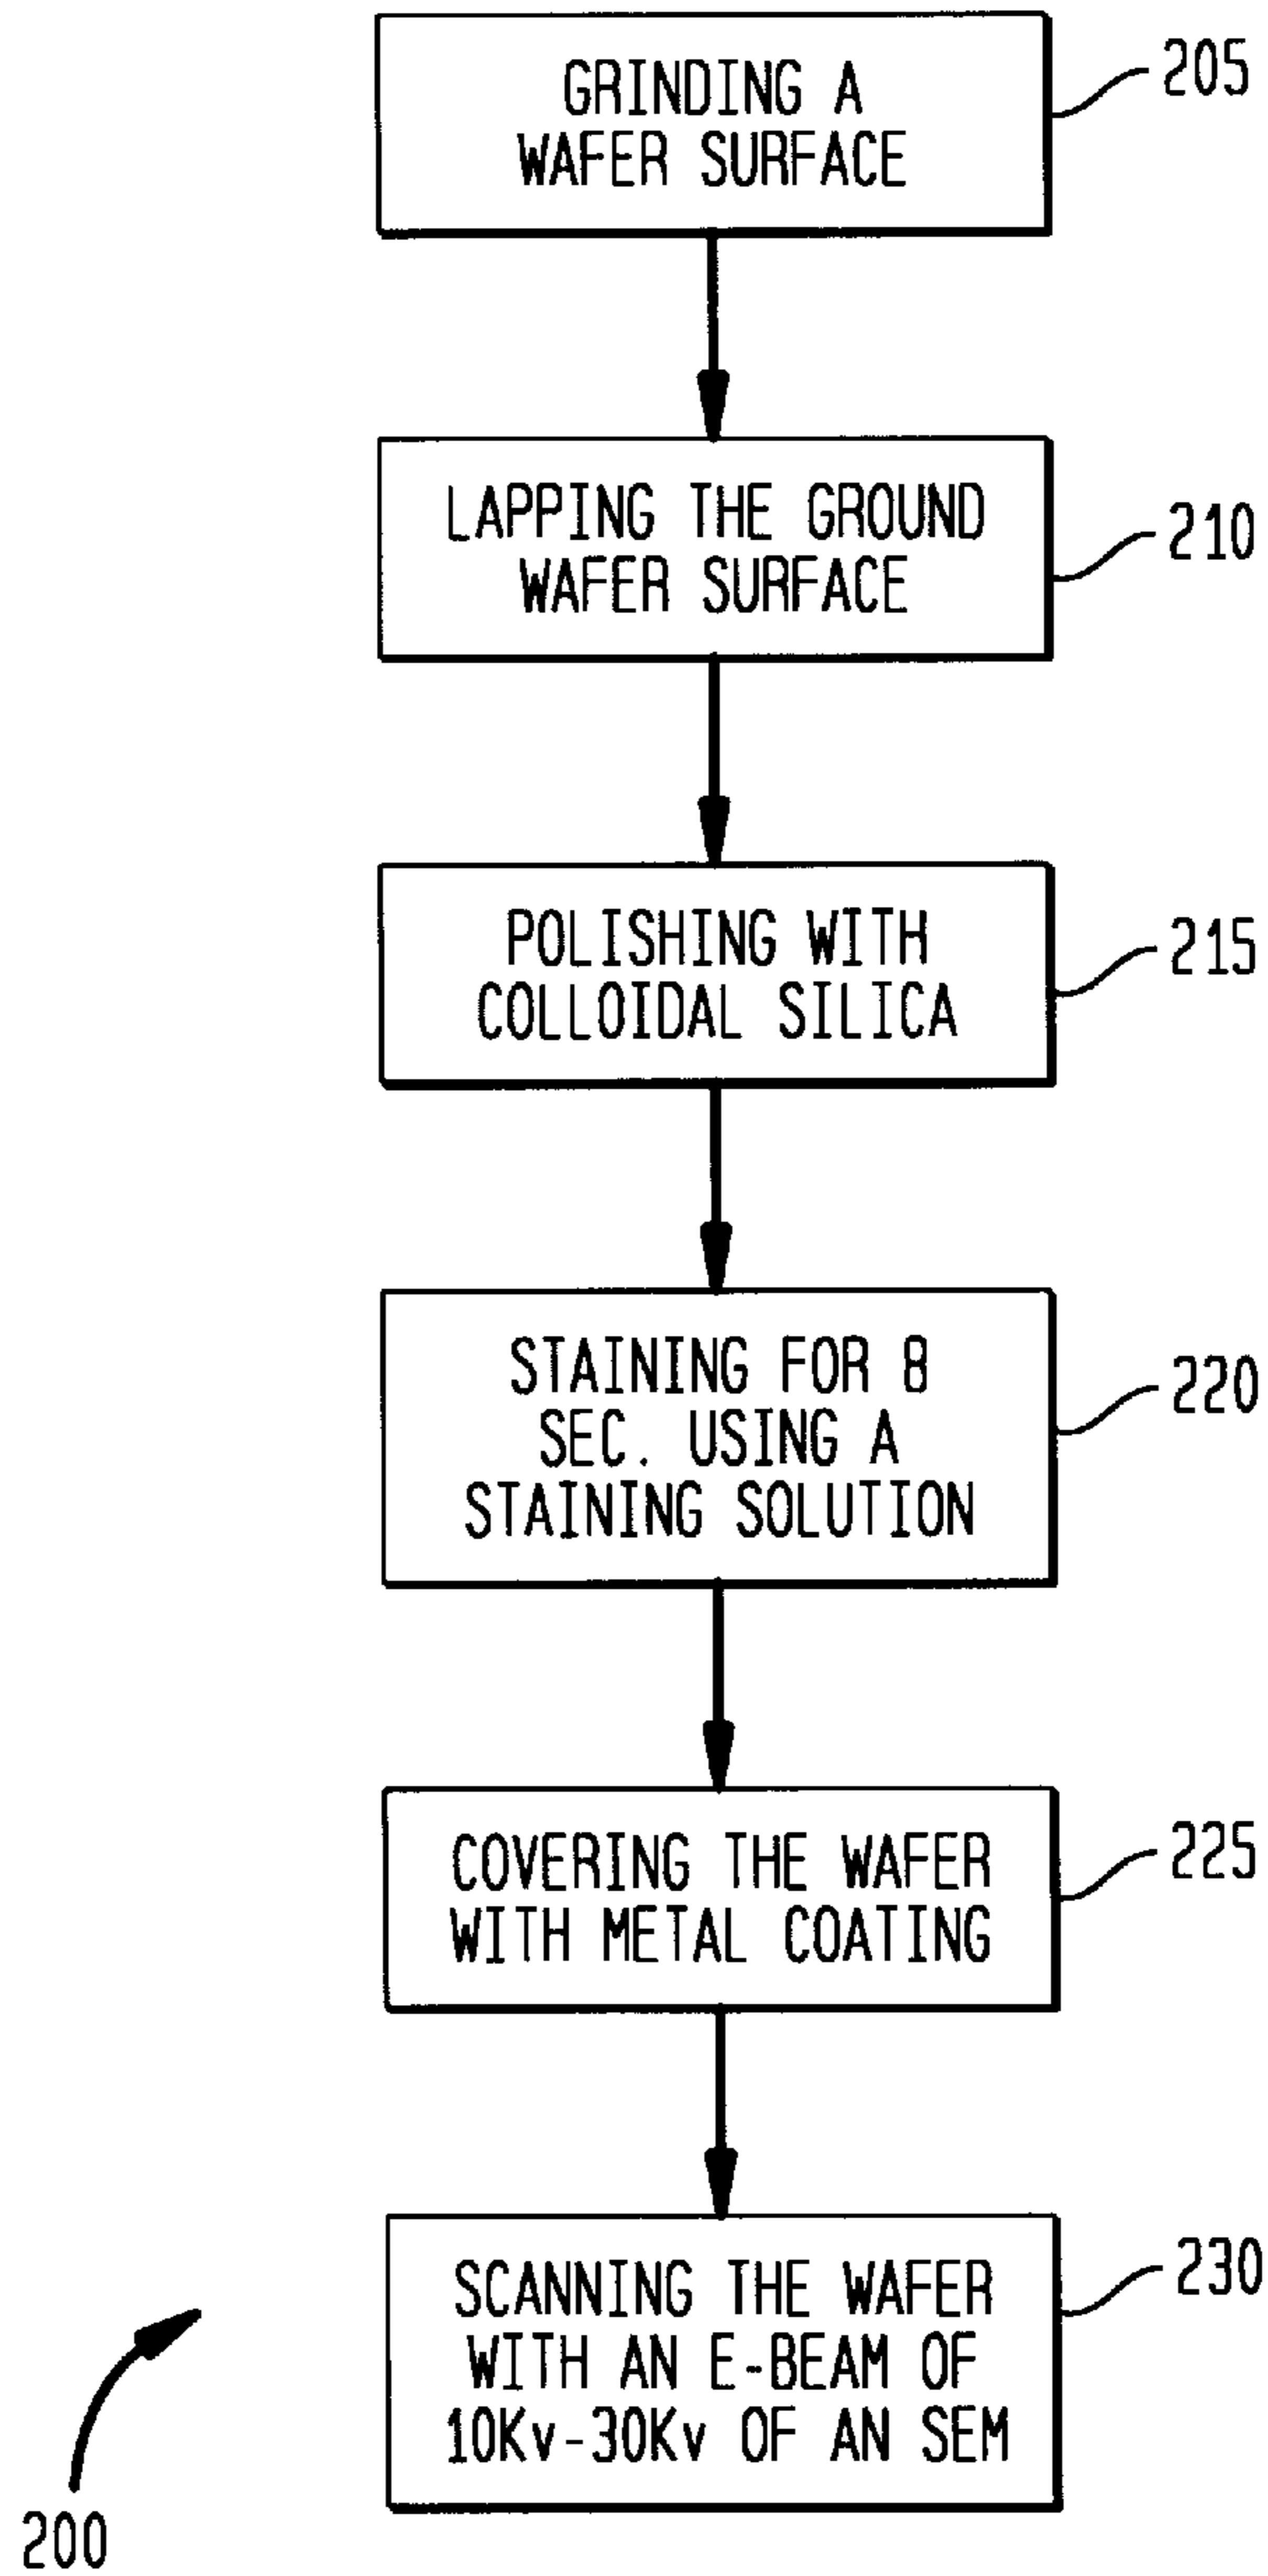 GRINDING A
WAFER SURFACE
205
LAPPING THE GROUND
WAFER SURFACE
210
POLISHING WITH
COLLOIDAL SILICA
215
STAINING FOR 8
SEC. USING A
STAINING SOLUTION
220
COVERING THE WAFER
WITH METAL COATING
225
SCANNING THE WAFER
WITH AN E-BEAM OF
10Kv-30Kv OF AN SEM
230
200